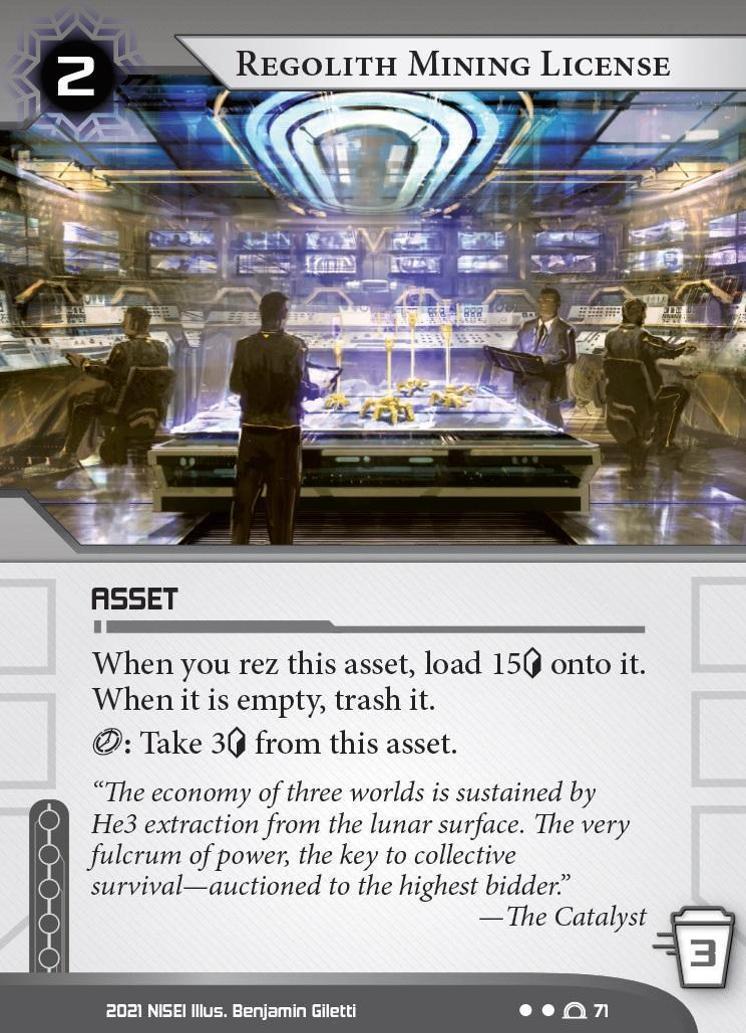 2
Regolith Mining License
ASSET
When you rez this asset, load 15 onto it.
When it is empty, trash it.
: Take 3 from this asset.
“The economy of three worlds is sustained by
He3 extraction from the lunar surface. The very
fulcrum of power, the key to collective
survival—auctioned to the highest bidder.”
—The Catalyst
3
2021 NISEI Illus. Benjamin Giletti
71